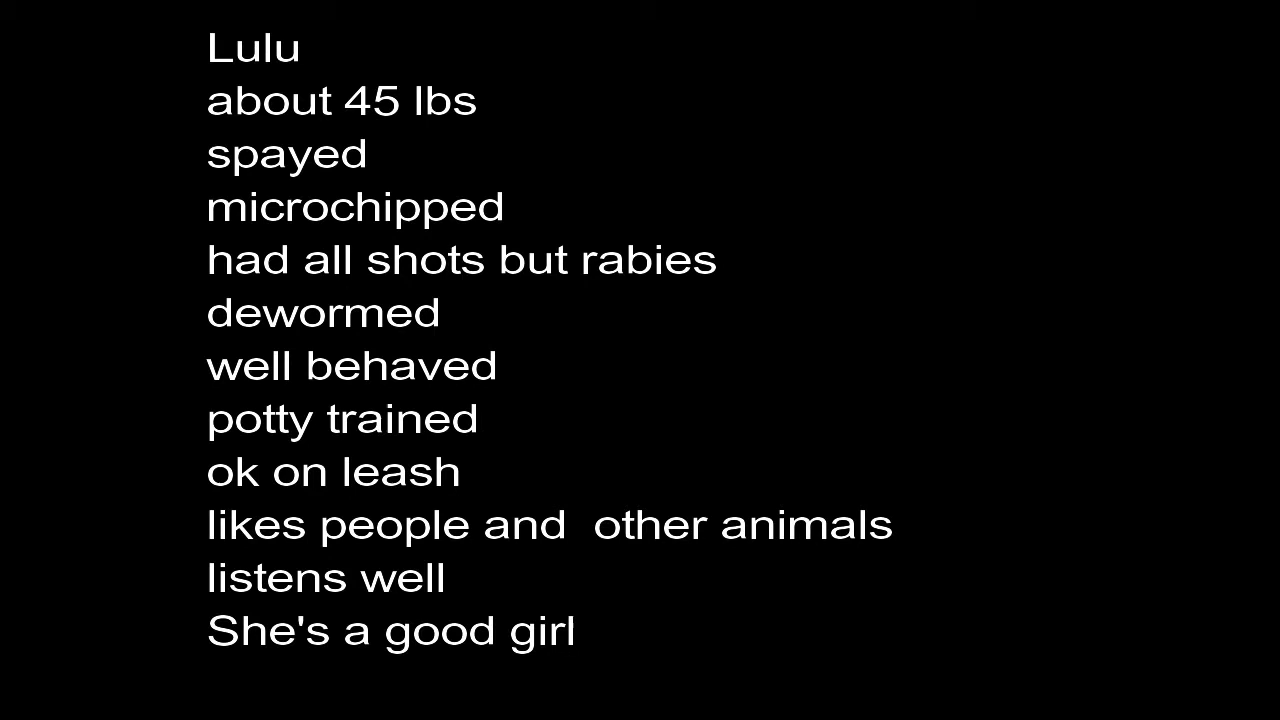 Lulu
about 45 lbs
spayed
microchipped
had all shots but rabies
dewormed
well behaved
potty trained
ok on leash
likes people and  other animals
listens well
She's a good girl